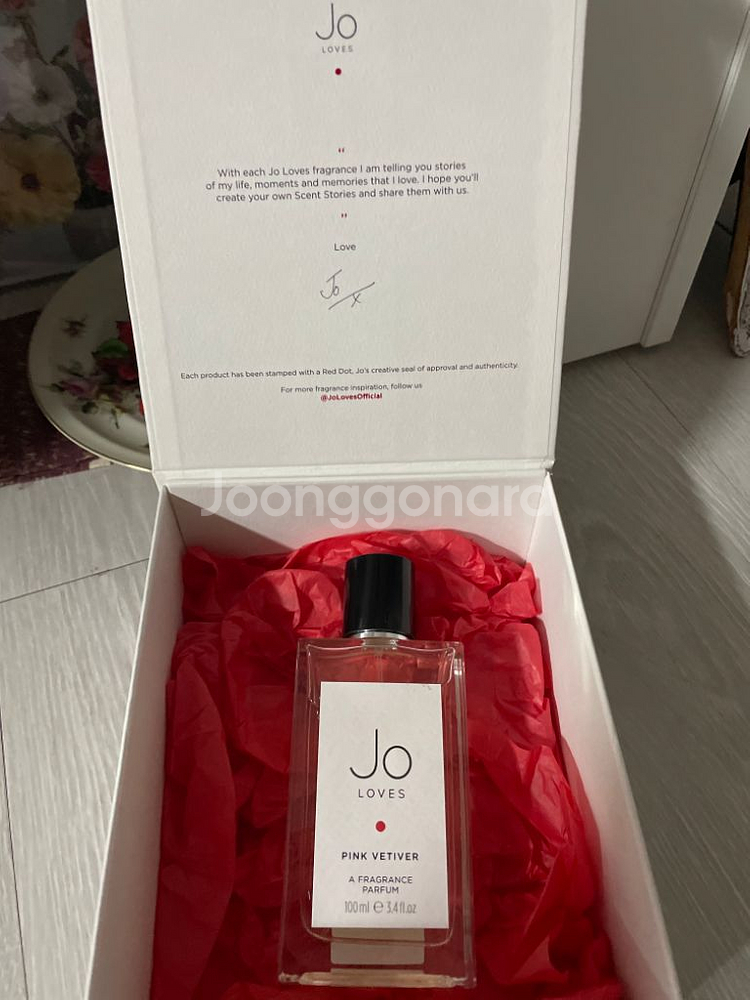 Jo
LOVES
“
With each Jo Loves fragrance I am telling you stories
of my life, moments and memories that I love. I hope you'll
create your own Scent Stories and share them with us.
”
Love
Jo x
Each product has been stamped with a Red Dot, Jo's creative seal of approval and authenticity.
For more fragrance inspiration, follow us
@JoLovesOfficial
Joonggonara
Jo
LOVES
PINK VETIVER
A FRAGRANCE
PARFUM
100ml ℮ 3.4fl.oz